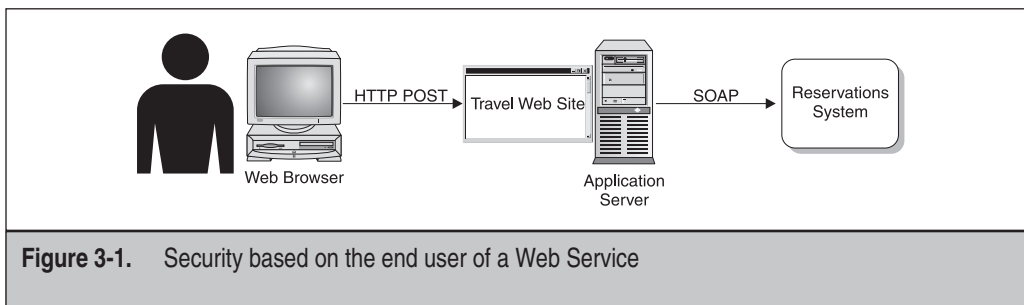 HTTP POST
Travel Web Site
SOAP
Reservations
System
Web Browser
Application
Server
Figure 3-1. Security based on the end user of a Web Service